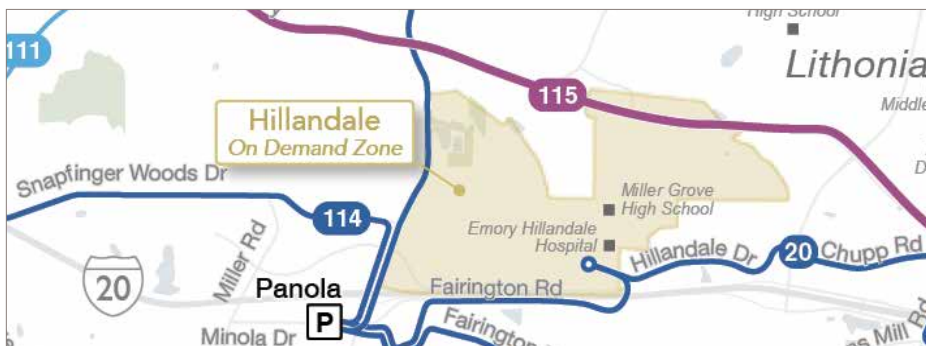 High School
Lithonia
111
115
Middle
Hillandale
On Demand Zone
Snapfinger Woods Dr
Miller Grove
High School
114
Emory Hillandale
Hospital
Miller Rd
Hillandale Dr
20
Chupp Rd
20
Panola
Fairington Rd
P
Minola Dr
Fairington
Mill Rd